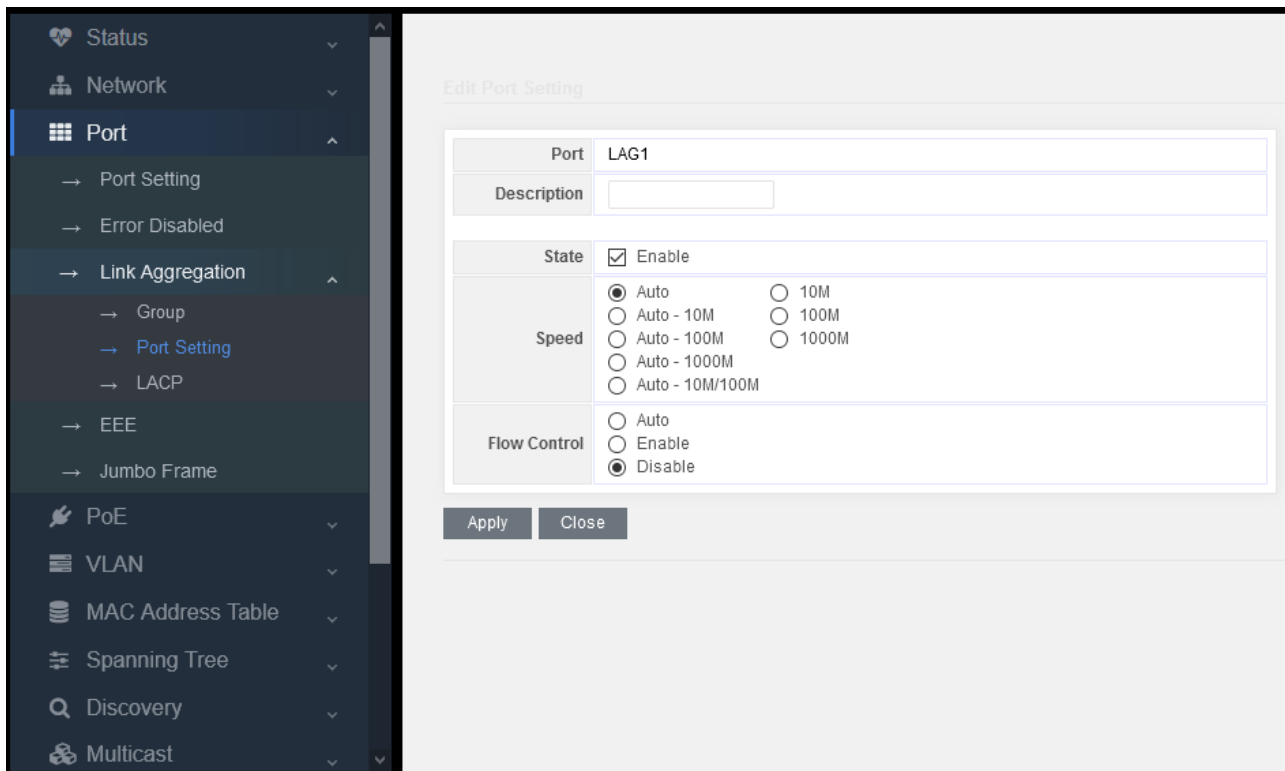 Status
Network
Port
→ Port Setting
→ Error Disabled
→ Link Aggregation
→ Group
→ Port Setting
→ LACP
→ EEE
→ Jumbo Frame
PoE
VLAN
MAC Address Table
Spanning Tree
Discovery
Multicast
Edit Port Setting
Port LAG1
Description
State Enable
Speed
Auto 10M
Auto - 10M 100M
Auto - 100M 1000M
Auto - 1000M
Auto - 10M/100M
Flow Control
Auto
Enable
Disable
Apply Close